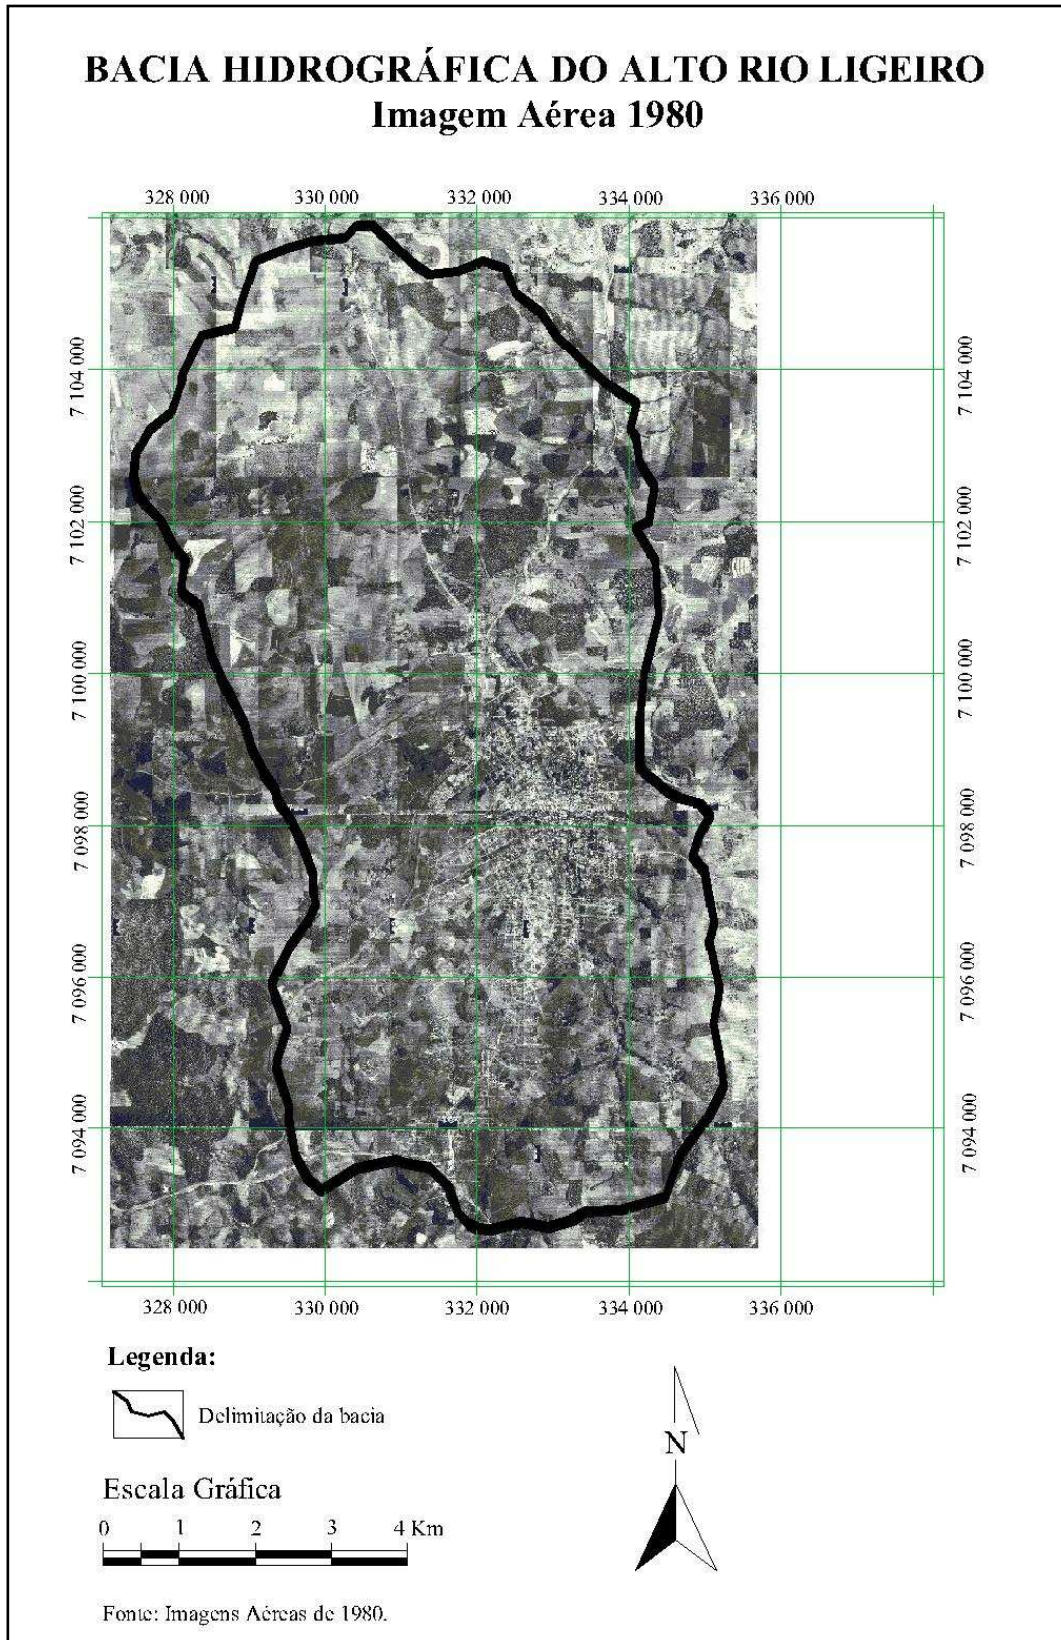 BACIA HIDROGRÁFICA DO ALTO RIO LIGEIRO
Imagem Aérea 1980
328 000 330 000 332 000 334 000 336 000
7 104 000 7 104 000
7 102 000 7 102 000
7 100 000 7 100 000
7 098 000 7 098 000
7 096 000 7 096 000
7 094 000 7 094 000
328 000 330 000 332 000 334 000 336 000
Legenda:
Delimitação da bacia
N
Escala Gráfica
0 1 2 3 4 Km
Fonte: Imagens Aéreas de 1980.